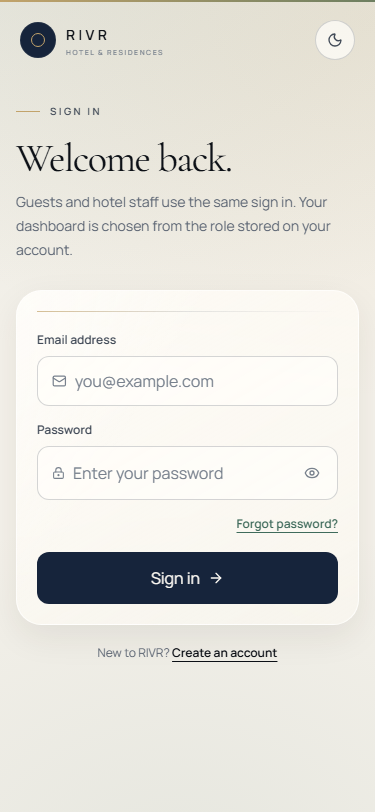 RIVR
HOTEL & RESIDENCES
SIGN IN
Welcome back.
Guests and hotel staff use the same sign in. Your
dashboard is chosen from the role stored on your
account.
Email address
you@example.com
Password
Enter your password
Forgot password?
Sign in →
New to RIVR? Create an account